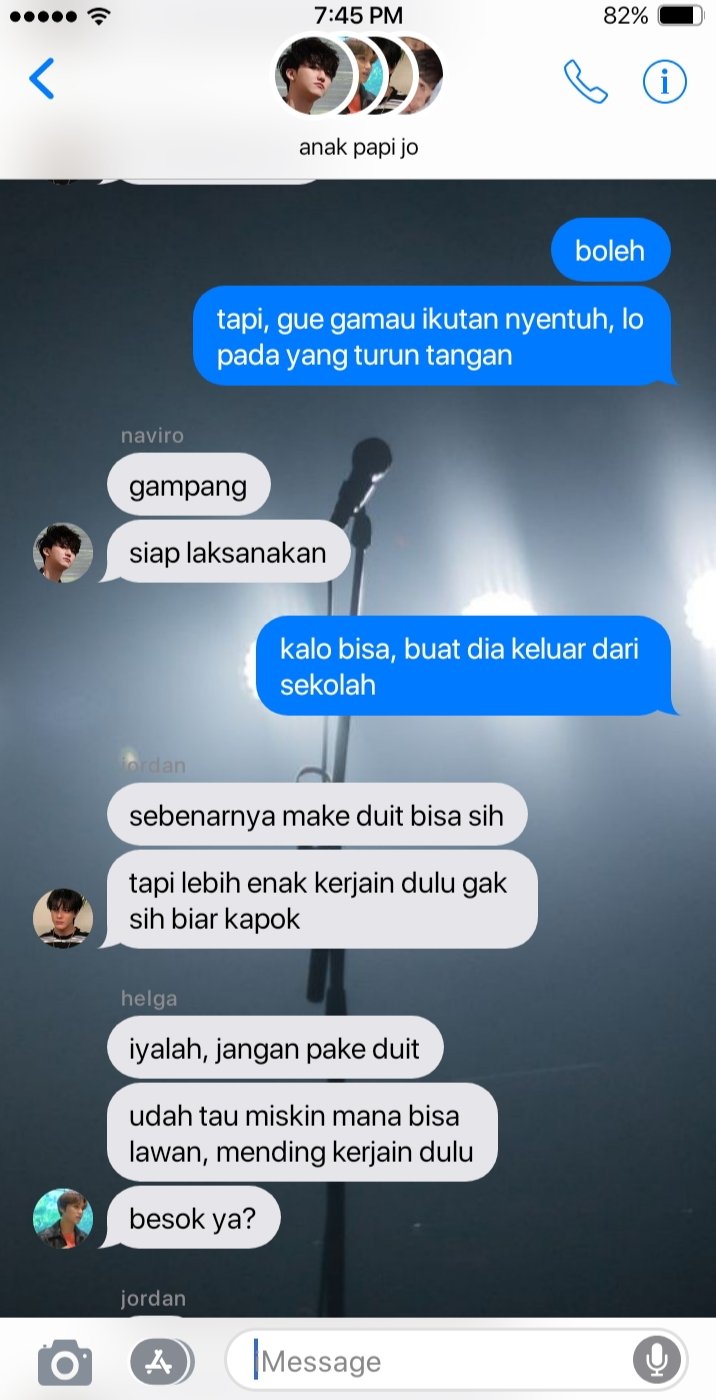 7:45 PM
82%
anak papi jo
boleh
tapi, gue gamau ikutan nyentuh, lo
pada yang turun tangan
naviro
gampang
siap laksanakan
kalo bisa, buat dia keluar dari
sekolah
jordan
sebenarnya make duit bisa sih
tapi lebih enak kerjain dulu gak
sih biar kapok
helga
iyalah, jangan pake duit
udah tau miskin mana bisa
lawan, mending kerjain dulu
besok ya?
jordan
Message